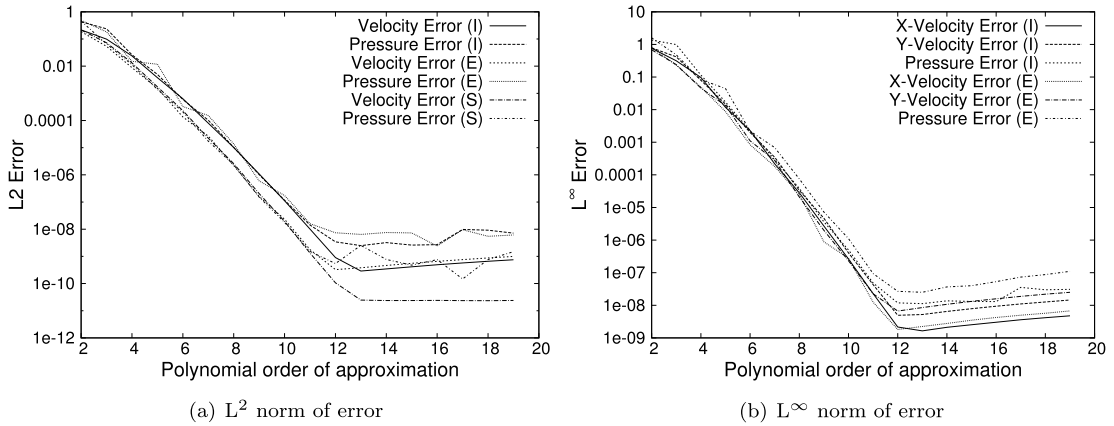 1
0.01
0.0001
1e-06
1e-08
1e-10
1e-12
L2 Error
2 4 6 8 10 12 14 16 18 20
Polynomial order of approximation
Velocity Error (I)
Pressure Error (I)
Velocity Error (E)
Pressure Error (E)
Velocity Error (S)
Pressure Error (S)
(a) L² norm of error
10
1
0.1
0.01
0.001
0.0001
1e-05
1e-06
1e-07
1e-08
1e-09
L^∞ Error
2 4 6 8 10 12 14 16 18 20
Polynomial order of approximation
X-Velocity Error (I)
Y-Velocity Error (I)
Pressure Error (I)
X-Velocity Error (E)
Y-Velocity Error (E)
Pressure Error (E)
(b) L^∞ norm of error